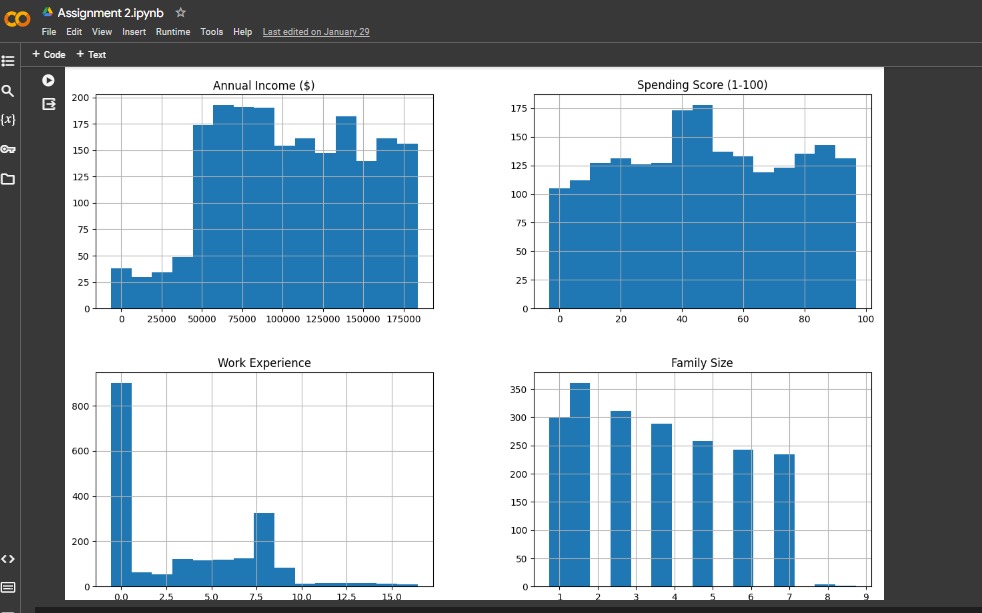 Assignment 2.ipynb
File Edit View Insert Runtime Tools Help Last edited on January 29
+ Code + Text
{x}
Annual Income ($)
200
175
150
125
100
75
50
25
0
0 25000 50000 75000 100000 125000 150000 175000
Spending Score (1-100)
175
150
125
100
75
50
25
0
0 20 40 60 80 100
Work Experience
800
600
400
200
0
0.0 2.5 5.0 7.5 10.0 12.5 15.0
Family Size
350
300
250
200
150
100
50
0
1 2 3 4 5 6 7 8 9